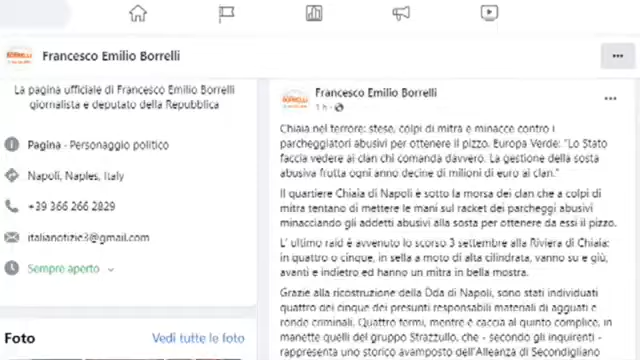 Francesco Emilio Borrelli
BORRELLI
La pagina ufficiale di Francesco Emilio Borrelli
giornalista e deputato della Repubblica
Pagina · Personaggio politico
Napoli, Naples, Italy
+39 366 266 2829
italianotizie3@gmail.com
Sempre aperto
Foto
Vedi tutte le foto
BORRELLI
Francesco Emilio Borrelli
1 h ·
Chiaia nel terrore: stese, colpi di mitra e minacce contro i
parcheggiatori abusivi per ottenere il pizzo. Europa Verde: "Lo Stato
faccia vedere ai clan chi comanda davvero. La gestione della sosta
abusiva frutta ogni anno decine di milioni di euro ai clan."
Il quartiere Chiaia di Napoli è sotto la morsa dei clan che a colpi di
mitra tentano di mettere le mani sul racket dei parcheggi abusivi
minacciando gli addetti abusivi alla sosta per ottenere da essi il pizzo.
L' ultimo raid è avvenuto lo scorso 3 settembre alla Riviera di Chiaia:
in quattro o cinque, in sella a moto di alta cilindrata, vanno su e giù,
avanti e indietro ed hanno un mitra in bella mostra.
Grazie alla ricostruzione della Dda di Napoli, sono stati individuati
quattro dei cinque dei presunti responsabili materiali di agguati e
ronde criminali. Quattro fermi, mentre è caccia al quinto complice, in
manette quelli del gruppo Strazzullo, che - secondo gli inquirenti -
rappresenta uno storico avamposto dell'Alleanza di Secondigliano